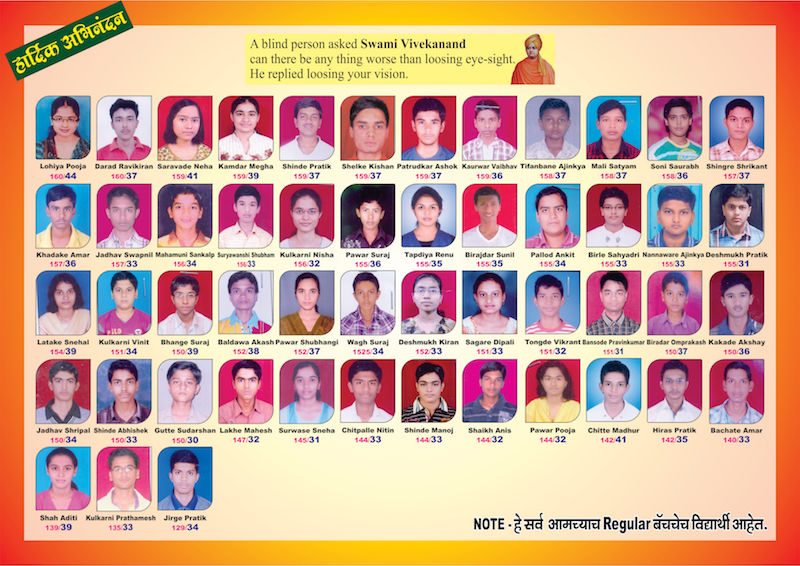 हार्दिक अभिनंदन
A blind person asked Swami Vivekanand
can there be any thing worse than loosing eye-sight.
He replied loosing your vision.
Lohiya Pooja Darad Ravikiran Saravade Neha Kamdar Megha Shinde Pratik Shelke Kishan Patrudkar Ashok Kaurwar Vaibhav Tifanbane Ajinkya Mali Satyam Soni Saurabh Shingre Shrikant
160/44 160/37 159/41 159/39 159/37 159/37 159/37 159/36 158/37 158/37 158/36 157/37
Khadake Amar Jadhav Swapnil Mahamuni Sankalp Suryawanshi Shubham Kulkarni Nisha Pawar Suraj Tapdiya Renu Birajdar Sunil Pallod Ankit Birle Sahyadri Nannaware Ajinkya Deshmukh Pratik
157/36 157/33 156/34 156/33 156/32 155/36 155/35 155/35 155/34 155/33 155/33 155/31
Latake Snehal Kulkarni Vinit Bhange Suraj Baldawa Akash Pawar Shubhangi Wagh Suraj Deshmukh Kiran Sagare Dipali Tongde Vikrant Bansode Pravinkumar Biradar Omprakash Kakade Akshay
154/39 151/34 150/39 152/38 152/37 1525/34 152/33 151/33 151/32 151/31 150/37 150/36
Jadhav Shripal Shinde Abhishek Gutte Sudarshan Lakhe Mahesh Surwase Sneha Chitpalle Nitin Shinde Manoj Shaikh Anis Pawar Pooja Chitte Madhur Hiras Pratik Bachate Amar
150/34 150/33 150/30 147/32 145/31 144/33 144/33 144/32 144/32 142/41 142/35 140/33
Shah Aditi Kulkarni Prathamesh Jirge Pratik
139/39 135/33 129/34
NOTE - हे सर्व आमच्याच Regular बॅचचेच विद्यार्थी आहेत.